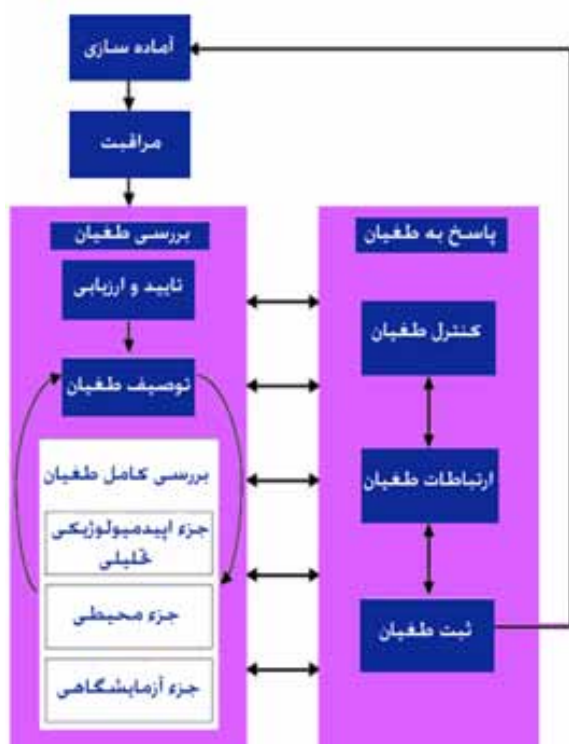 آماده سازی
مراقبت
بررسی طغیان
تایید و ارزیابی
توصیف طغیان
بررسی کامل طغیان
جزء اپیدمیولوژیکی
تحلیلی
جزء محیطی
جزء آزمایشگاهی
پاسخ به طغیان
کنترل طغیان
ارتباطات طغیان
ثبت طغیان